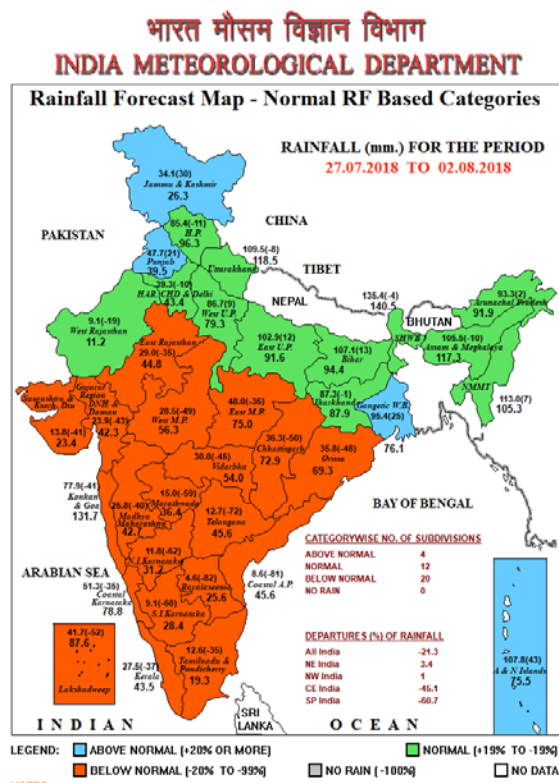 भारत मौसम विज्ञान विभाग
INDIA METEOROLOGICAL DEPARTMENT
Rainfall Forecast Map - Normal RF Based Categories
RAINFALL (mm.) FOR THE PERIOD
27.07.2018 TO 02.08.2018
34.1(30)
Jammu & Kashmir
26.3
CHINA
85.4(-11)
H.P.
96.3
PAKISTAN
47.7(21)
Punjab
39.5
109.5(-8)
118.5
Uttarakhand
TIBET
39.3(-10)
HAR. CHD & Delhi
43.4
NEPAL
135.4(-4)
140.5
93.3(2)
Arunachal Pradesh
91.9
BHUTAN
86.7(9)
West U.P.
79.3
9.1(-19)
West Rajasthan
11.2
102.9(12)
East U.P.
91.6
SHWB
105.5(-10)
Assam & Meghalaya
117.3
107.1(13)
Bihar
94.4
East Rajasthan
29.0(-35)
44.8
NMMT
113.0(7)
105.3
87.3(-1)
Jharkhand
87.9
Gangetic W.B.
95.4(25)
76.1
Saurashtra &
Kutch, Diu
13.8(-41)
23.4
Gujarat
Region
DNH &
Daman
23.9(-43)
42.3
28.5(-49)
West M.P.
56.3
48.0(-36)
East M.P.
75.0
36.3(-50)
Chhattisgarh
72.9
35.8(-48)
Orissa
69.3
30.0(-45)
Vidarbha
54.0
77.9(-41)
Konkan
and Goa
131.7
15.0(-59)
Marathwada
36.4
25.8(-40)
Madhya
Maharashtra
42.7
12.7(-72)
Telangana
45.6
BAY OF BENGAL
11.8(-62)
N.I.Karnataka
31.2
ARABIAN SEA
51.3(-35)
Coastal
Karnataka
78.8
4.6(-82)
Rayalaseema
25.6
8.6(-81)
Coastal A.P.
45.6
9.1(-68)
S.I.Karnataka
28.4
CATEGORYWISE NO. OF SUBDIVISIONS
ABOVE NORMAL 4
NORMAL 12
BELOW NORMAL 20
NO RAIN 0
41.7(-52)
87.6
Lakshadweep
12.6(-35)
Tamilnadu &
Pondicherry
19.3
27.5(-37)
Kerala
43.5
DEPARTURES (%) OF RAINFALL
All India -21.3
NE India 3.4
NW India 1
CE India -45.1
SP India -60.7
107.8(43)
A & N Islands
75.5
SRI
LANKA
INDIAN OCEAN
LEGEND: ABOVE NORMAL (+20% OR MORE) NORMAL (+19% TO -19%)
BELOW NORMAL (-20% TO -99%) NO RAIN (-100%) NO DATA